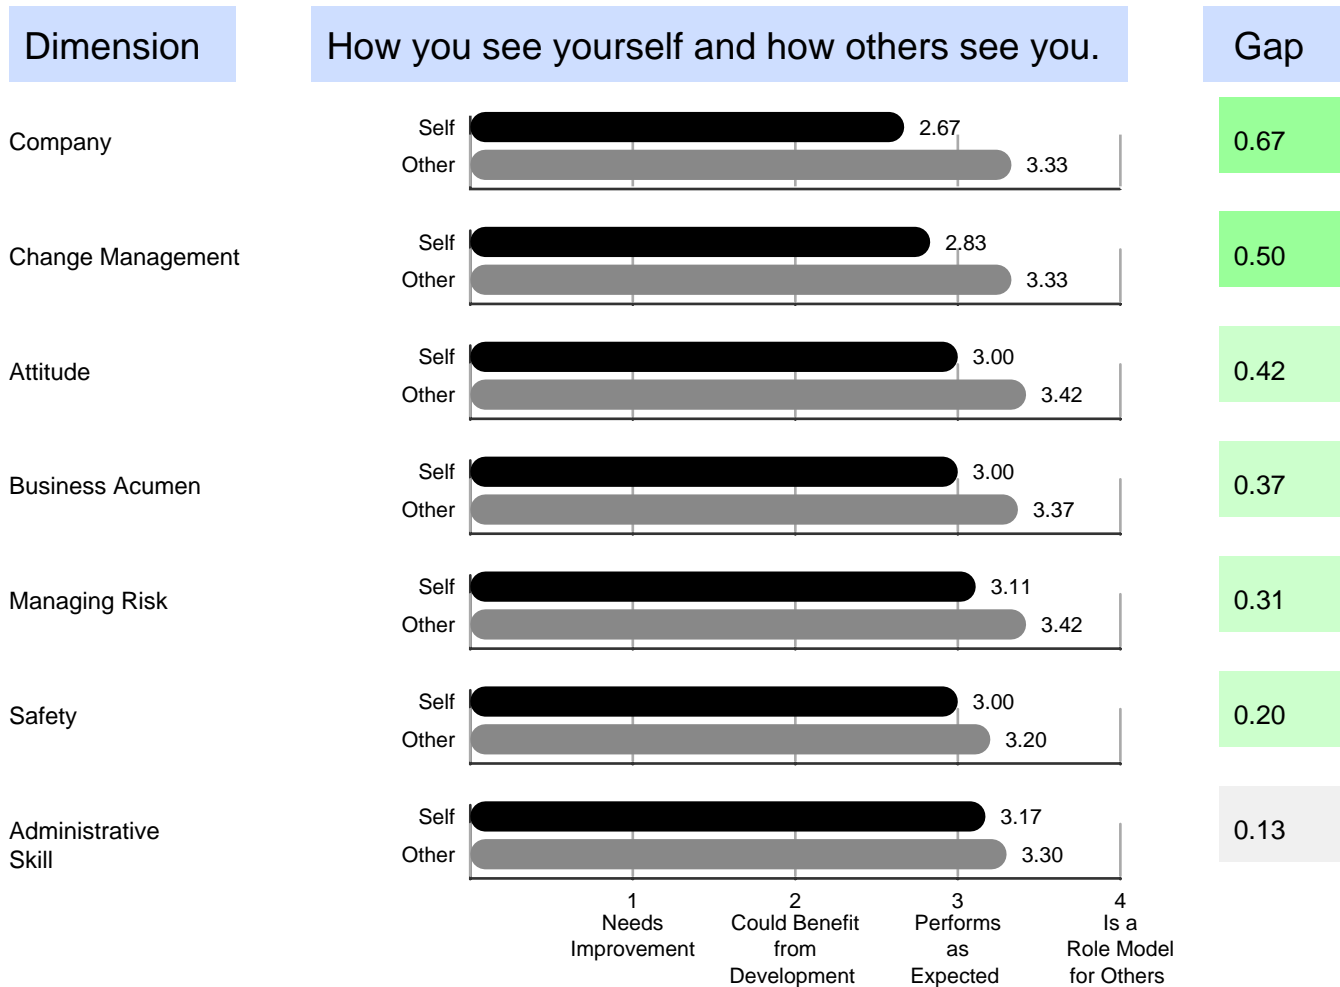 Dimension
How you see yourself and how others see you.
Gap
Company
Self
2.67
Other
3.33
0.67
Change Management
Self
2.83
Other
3.33
0.50
Attitude
Self
3.00
Other
3.42
0.42
Business Acumen
Self
3.00
Other
3.37
0.37
Managing Risk
Self
3.11
Other
3.42
0.31
Safety
Self
3.00
Other
3.20
0.20
Administrative
Skill
Self
3.17
Other
3.30
0.13
1
Needs
Improvement
2
Could Benefit
from
Development
3
Performs
as
Expected
4
Is a
Role Model
for Others